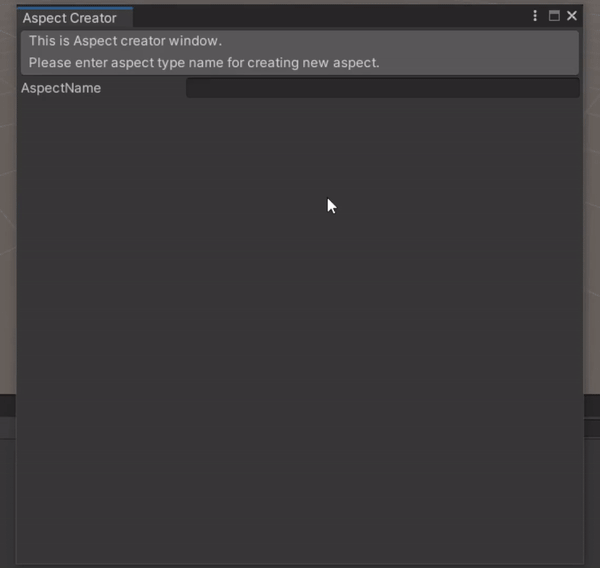 Aspect Creator
This is Aspect creator window.
Please enter aspect type name for creating new aspect.
AspectName